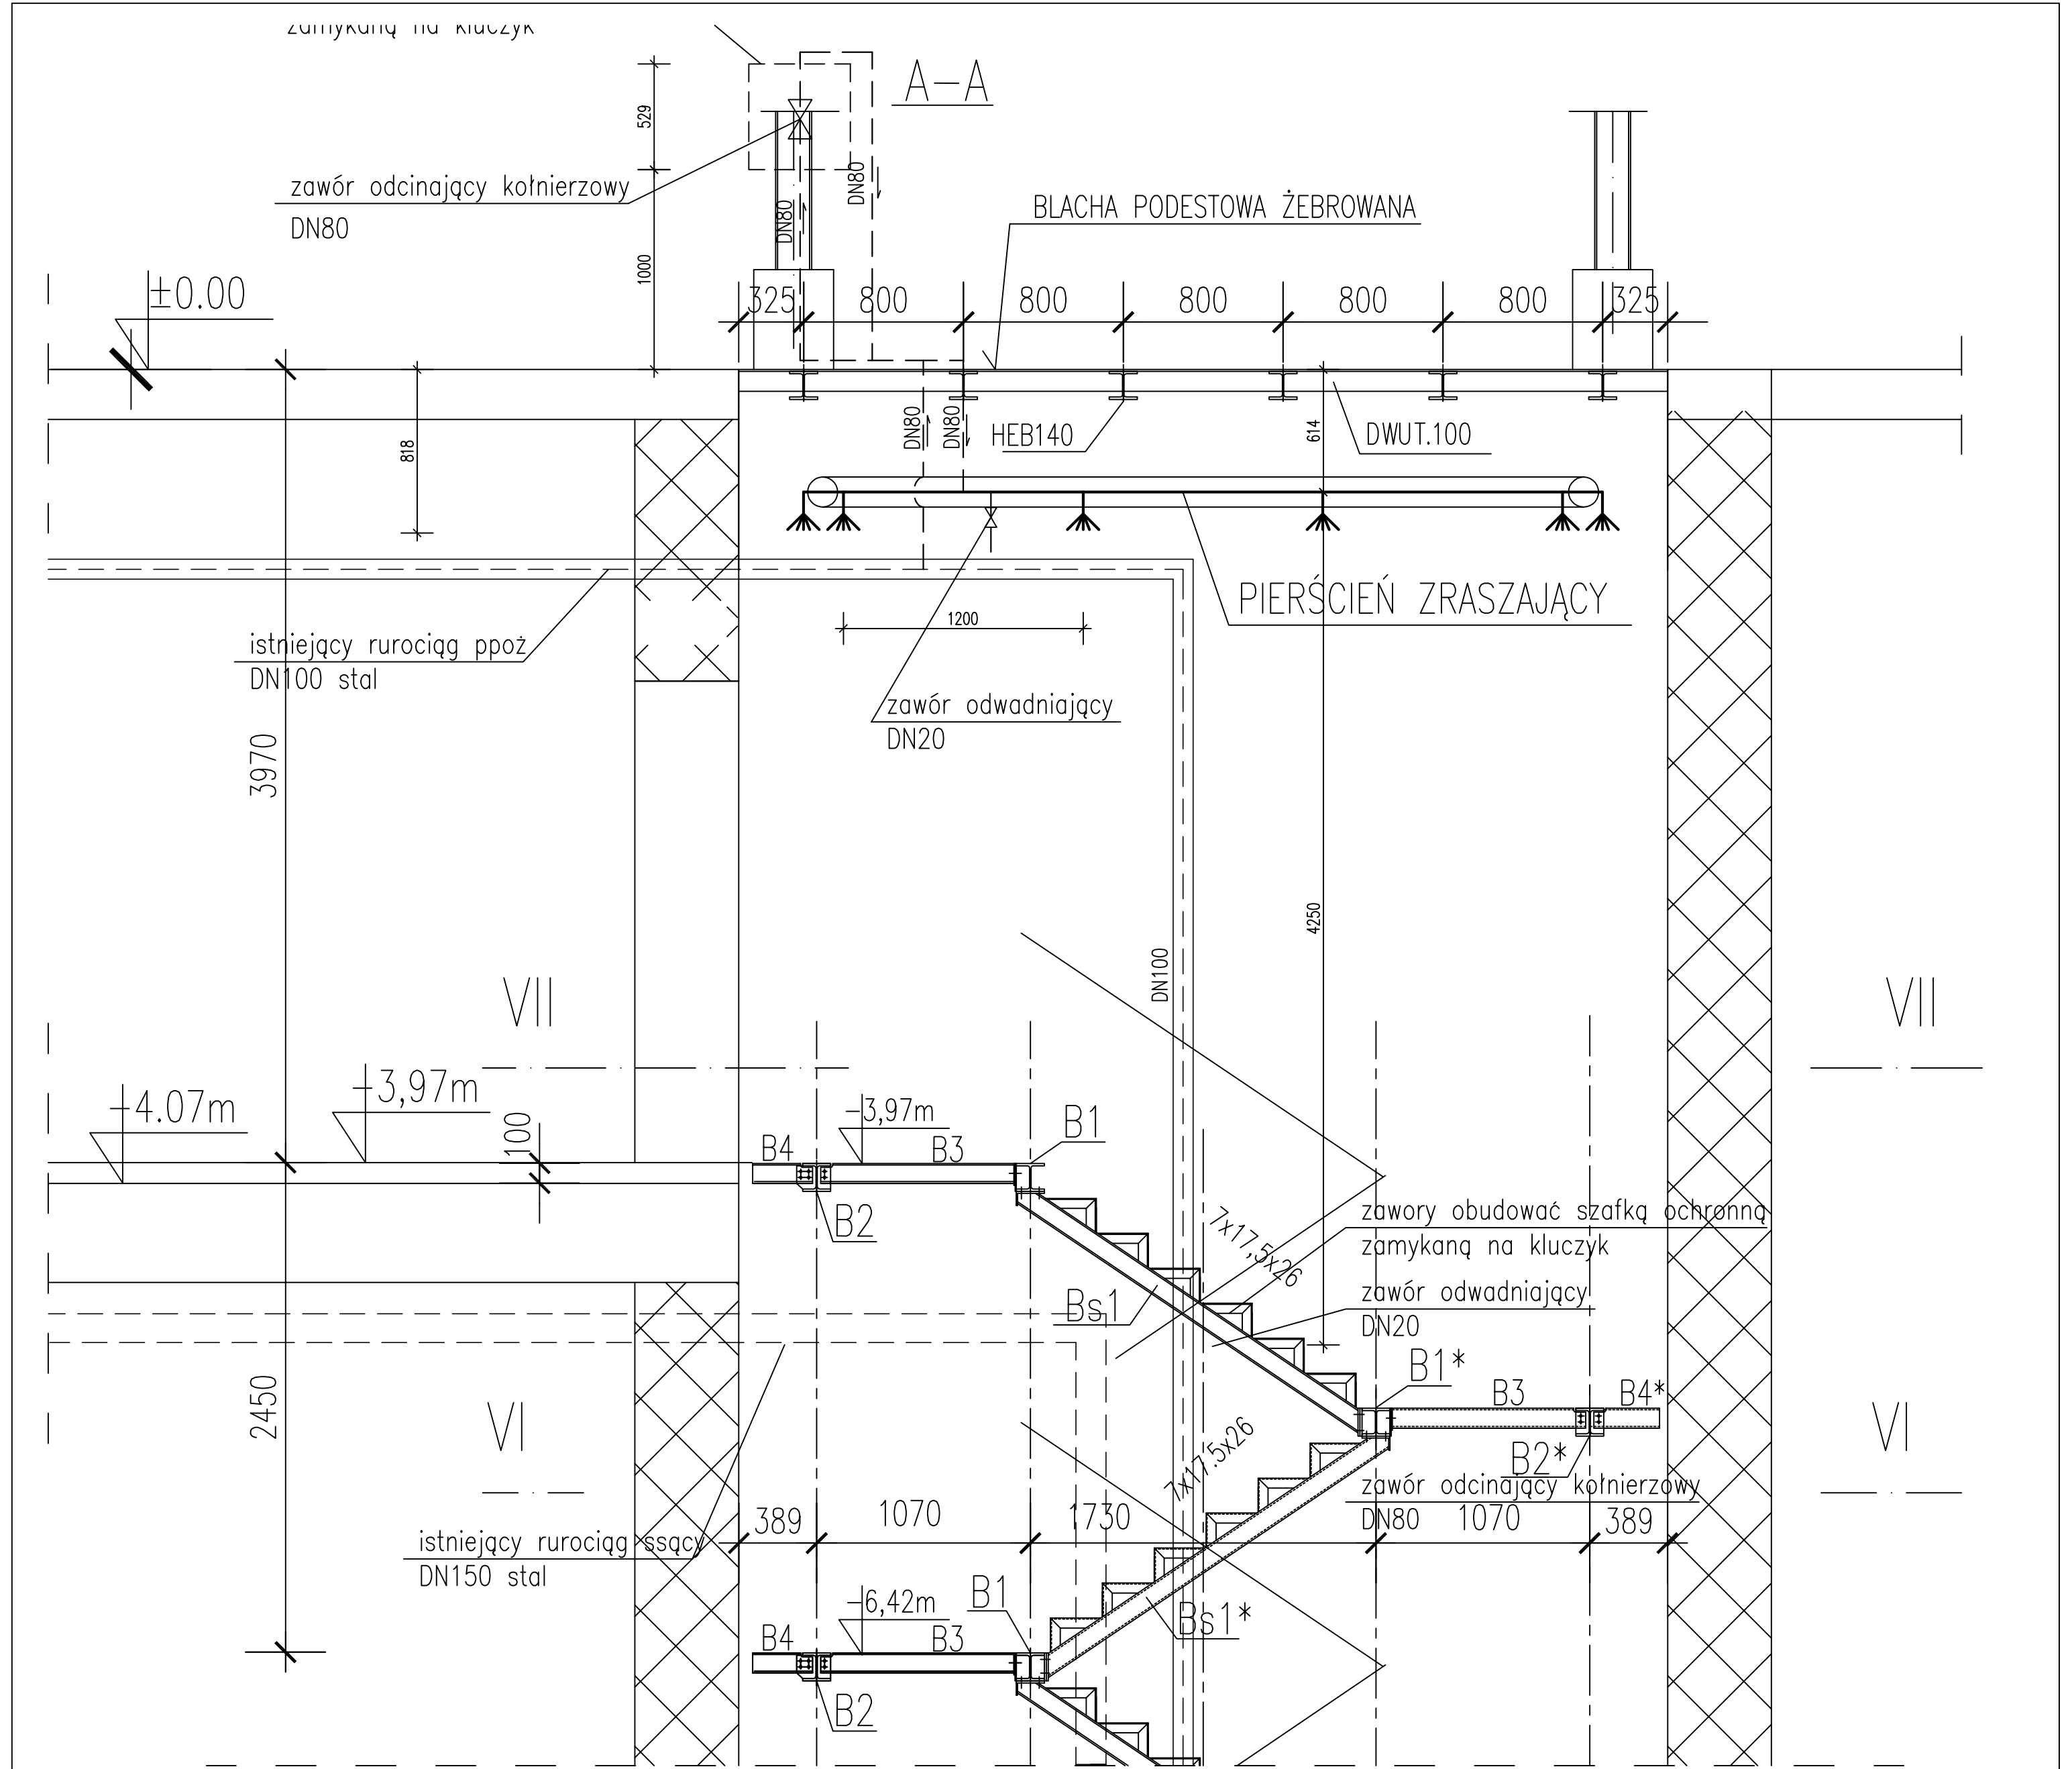 zamykaną na kluczyk
A-A
529
zawór odcinający kołnierzowy
DN80
DN80
DN80
1000
BLACHA PODESTOWA ŻEBROWANA
±0.00
325 800 800 800 800 800 325
818
DN80
DN80
HEB140
614
DWUT.100
PIERŚCIEŃ ZRASZAJĄCY
1200
istniejący rurociąg ppoż
DN100 stal
zawór odwadniający
DN20
3970
4250
DN100
VII
VII
-4.07m
-3,97m
100
-3,97m
B4
B3
B1
B2
7x17,5x26
zawory obudować szafką ochronną
zamykaną na kluczyk
zawór odwadniający
DN20
Bs1
B1*
B3
B4*
B2*
2450
VI
VI
7x17.5x26
zawór odcinający kołnierzowy
DN80
389 1070 1730 1070 389
istniejący rurociąg ssący
DN150 stal
-6,42m
B1
Bs1*
B4
B3
B2